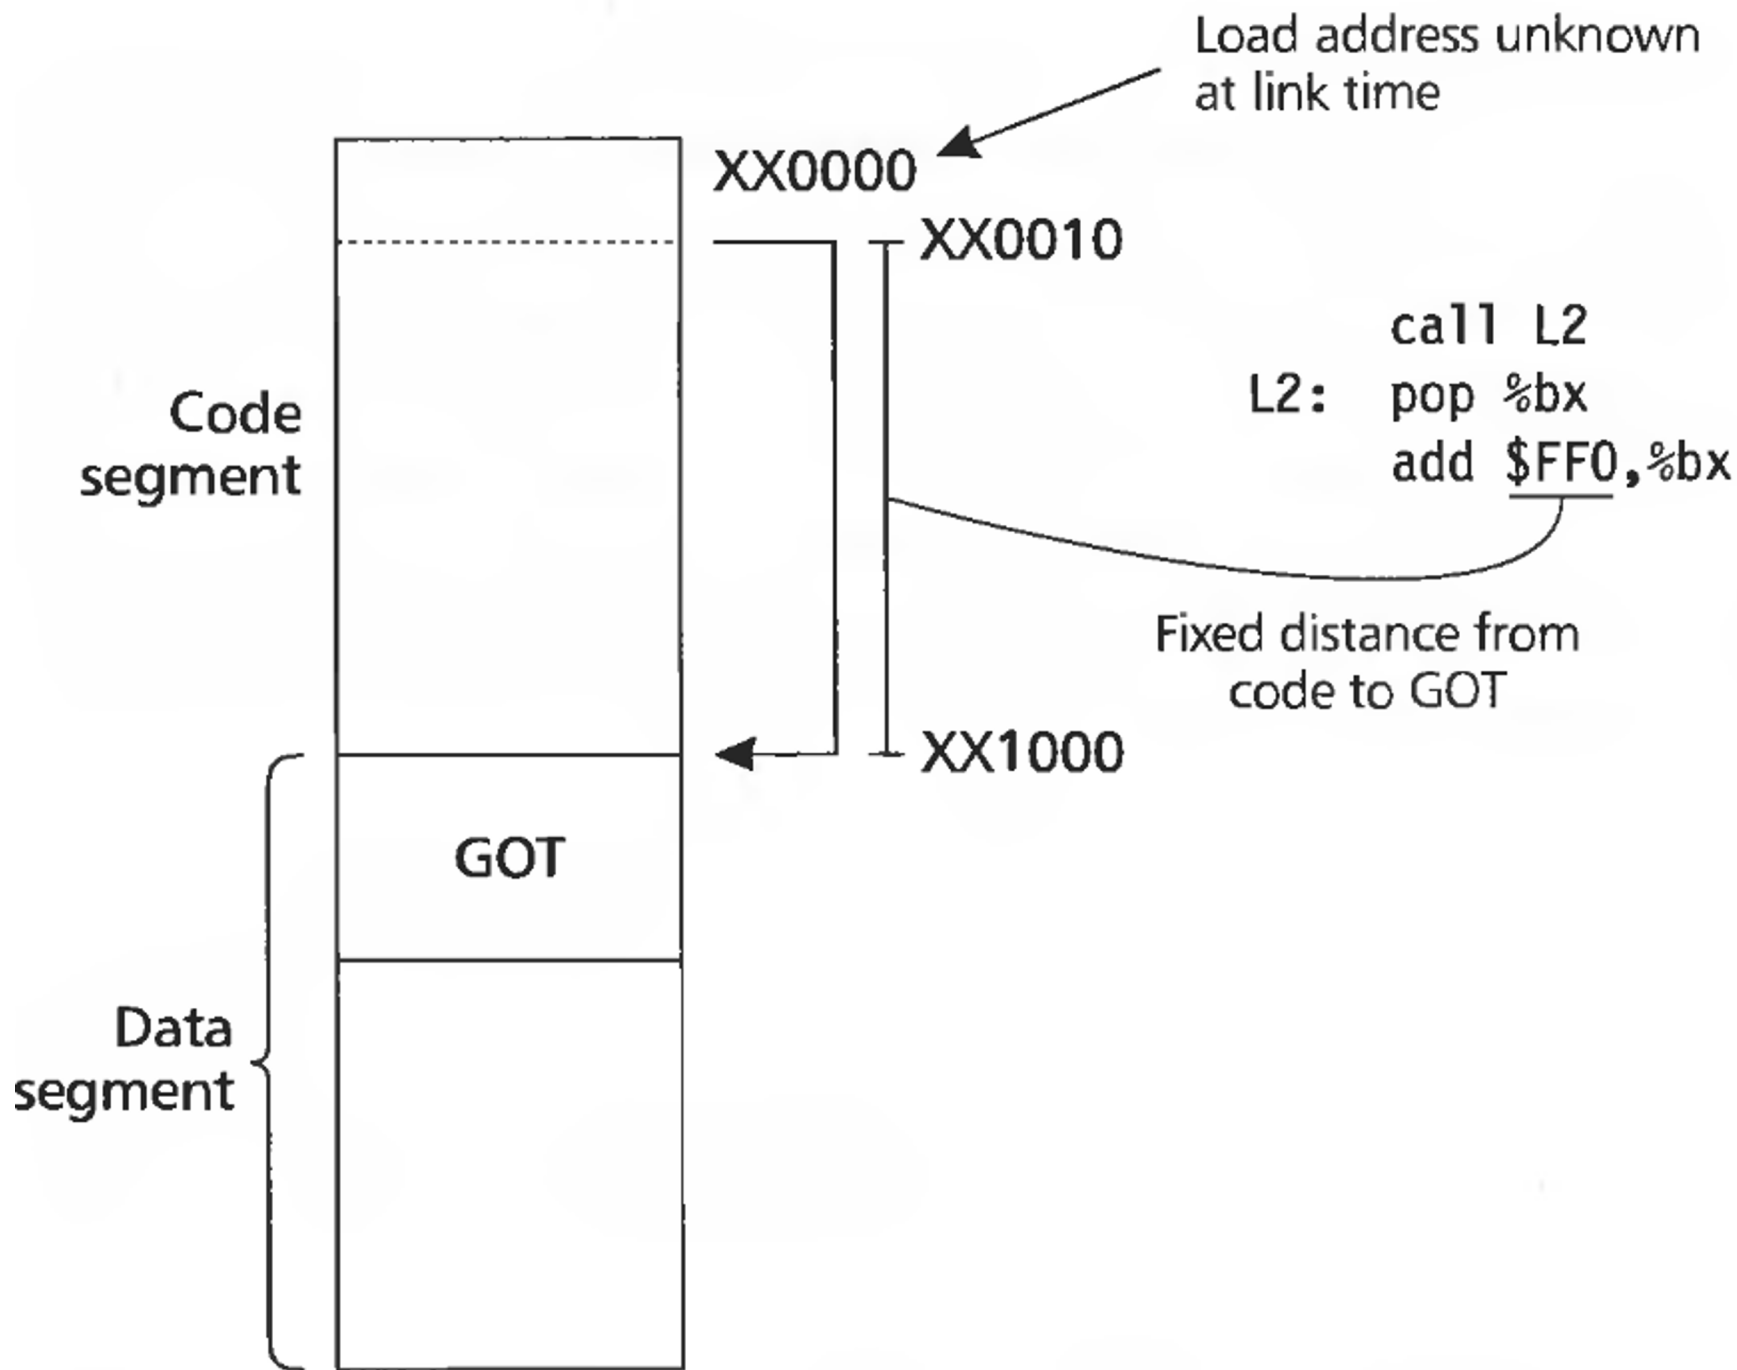 Load address unknown
at link time
XX0000
XX0010
call L2
L2: pop %bx
add $FF0,%bx
Code
segment
Fixed distance from
code to GOT
XX1000
GOT
Data
segment